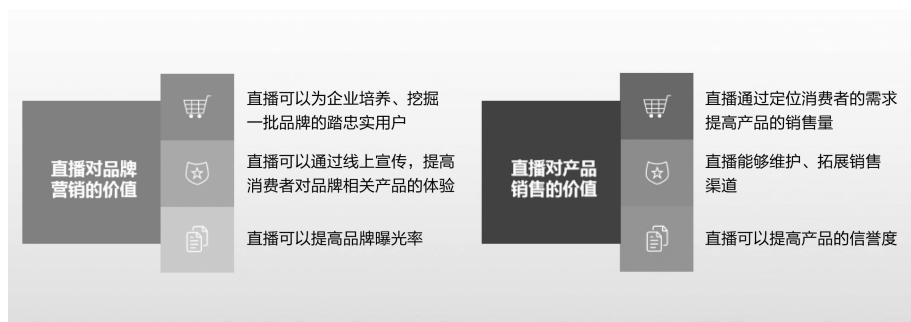 直播对品牌
营销的价值
直播可以为企业培养、挖掘
一批品牌的踏忠实用户
直播可以通过线上宣传，提高
消费者对品牌相关产品的体验
直播可以提高品牌曝光率
直播对产品
销售的价值
直播通过定位消费者的需求
提高产品的销售量
直播能够维护、拓展销售
渠道
直播可以提高产品的信誉度